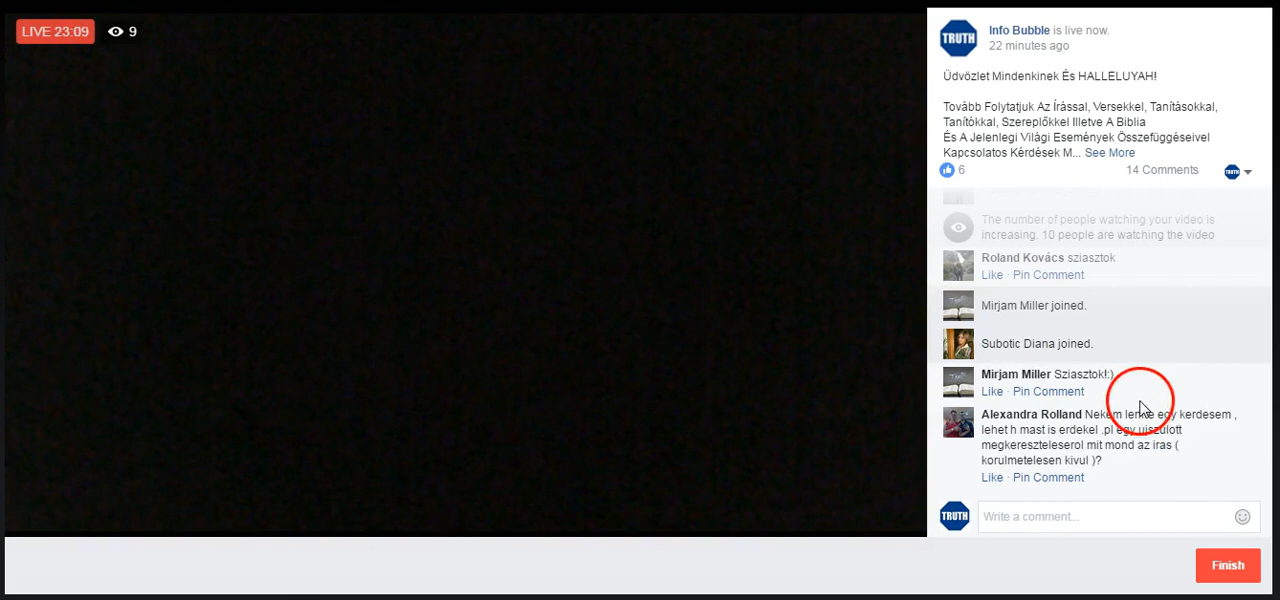 LIVE 23:09
9
TRUTH
Info Bubble is live now.
22 minutes ago
Üdvözlet Mindenkinek És HALLELUYAH!
Tovább Folytatjuk Az Írással, Versekkel, Tanításokkal,
Tanítókkal, Szereplőkkel Illetve A Biblia
És A Jelenlegi Világi Események Összefüggéseivel
Kapcsolatos Kérdések M... See More
6
14 Comments
TRUTH
The number of people watching your video is
increasing. 10 people are watching the video
Roland Kovács sziasztok
Like · Pin Comment
Mirjam Miller joined.
Subotic Diana joined.
Mirjam Miller Sziasztok!:)
Like · Pin Comment
Alexandra Rolland Nekem lenne egy kerdesem ,
lehet h mast is erdekel .pl egy ujszulott
megkereszteleserol mit mond az iras (
korulmetelesen kivul )?
Like · Pin Comment
TRUTH
Write a comment...
Finish